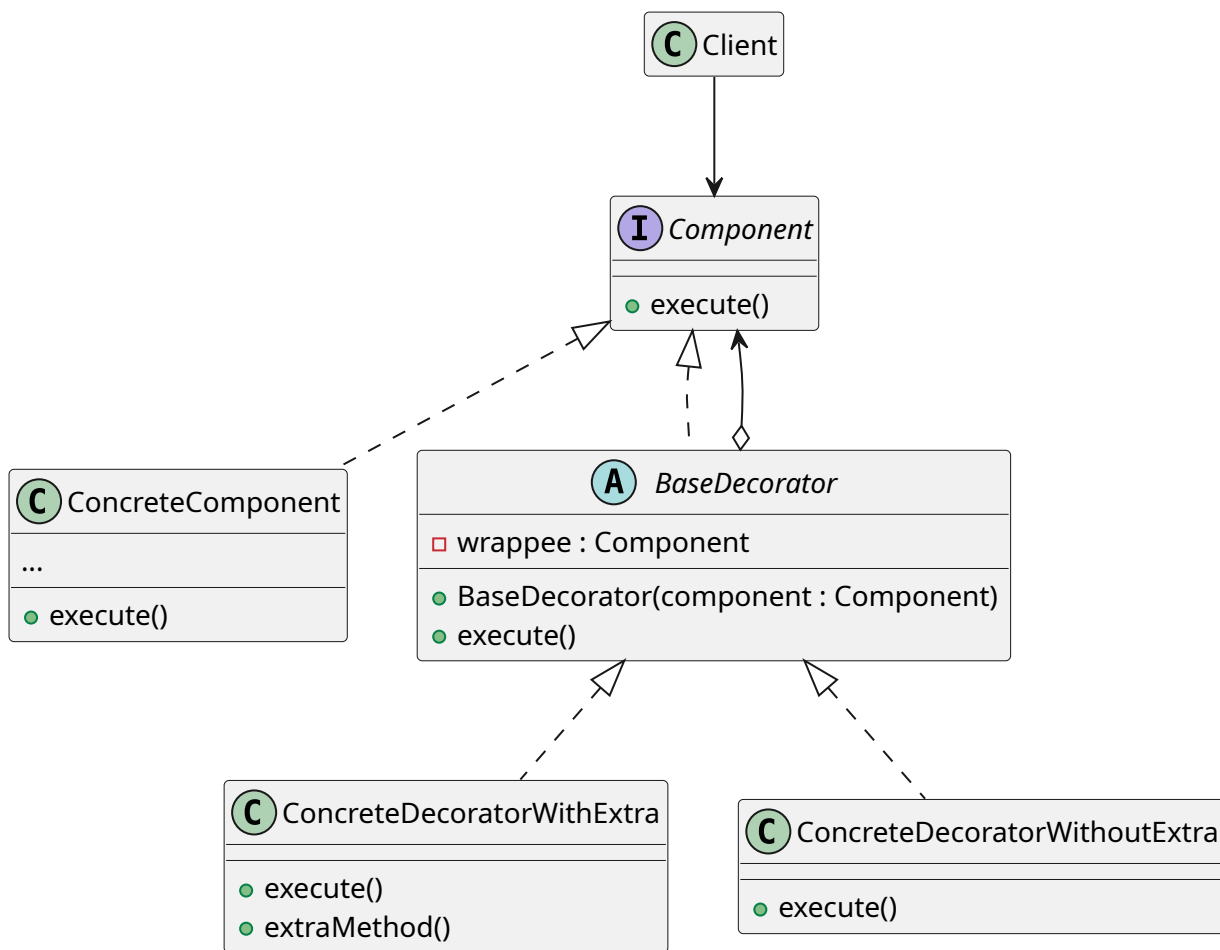 C Client
I Component
execute()
C ConcreteComponent
...
execute()
A BaseDecorator
wrappee : Component
BaseDecorator(component : Component)
execute()
C ConcreteDecoratorWithExtra
execute()
extraMethod()
C ConcreteDecoratorWithoutExtra
execute()